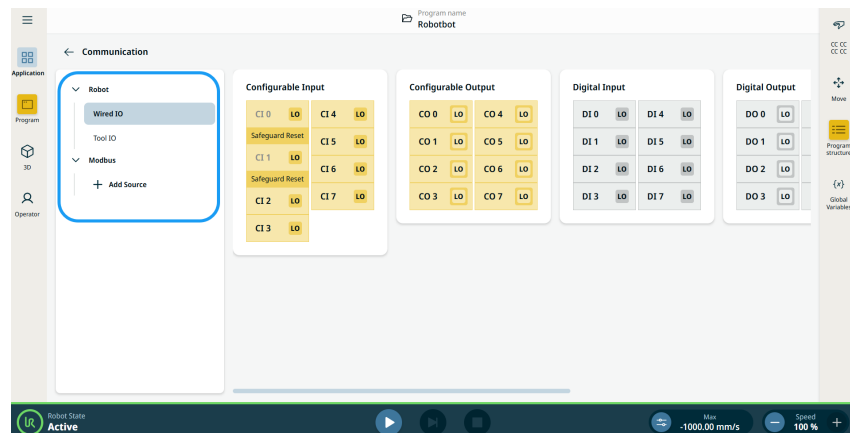 Program name
Robotbot
Communication
Application
Program
3D
Operator
Robot
Wired IO
Tool IO
Modbus
Add Source
Configurable Input
CI 0 LO CI 4 LO
Safeguard Reset
CI 5 LO
CI 1 LO
CI 6 LO
Safeguard Reset
CI 2 LO CI 7 LO
CI 3 LO
Configurable Output
CO 0 LO CO 4 LO
CO 1 LO CO 5 LO
CO 2 LO CO 6 LO
CO 3 LO CO 7 LO
Digital Input
DI 0 LO DI 4 LO
DI 1 LO DI 5 LO
DI 2 LO DI 6 LO
DI 3 LO DI 7 LO
Digital Output
DO 0 LO
DO 1 LO
DO 2 LO
DO 3 LO
CC CC
CC CC
Move
Program
structure
{x}
Global
Variables
UR
Robot State
Active
Max
-1000.00 mm/s
Speed
100 %